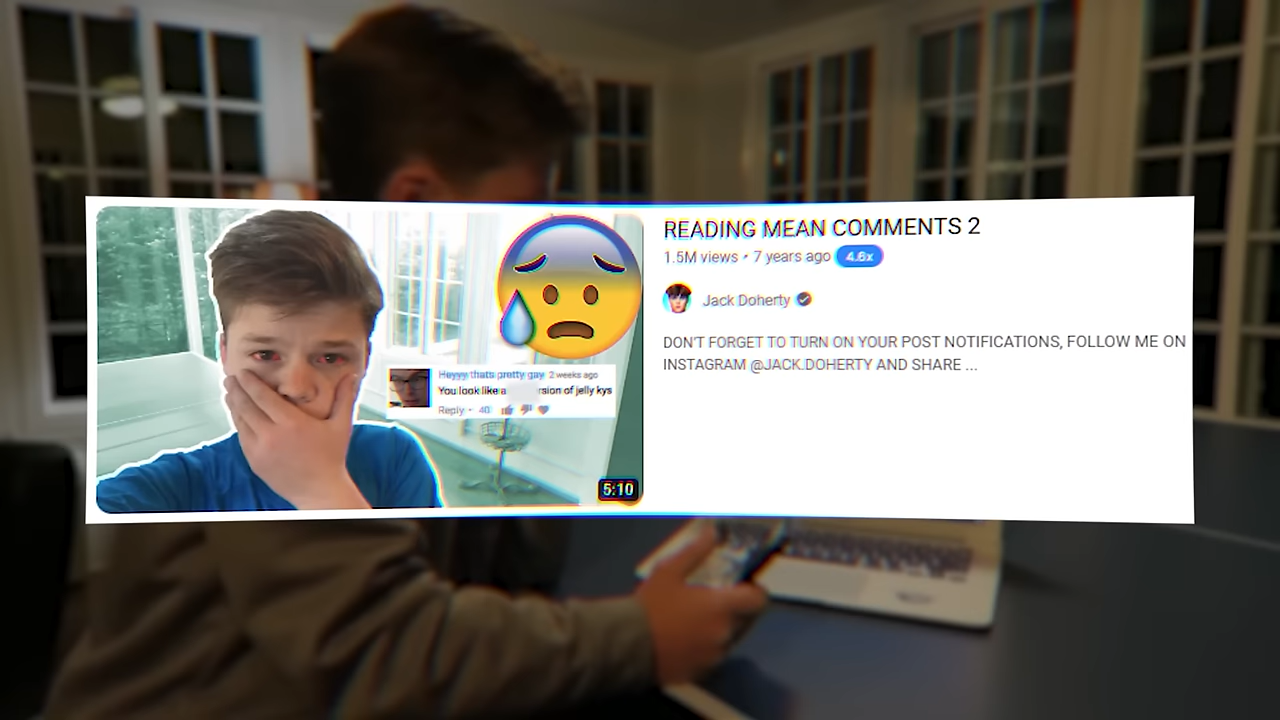 READING MEAN COMMENTS 2
1.5M views • 7 years ago 4.6x
Jack Doherty
DON'T FORGET TO TURN ON YOUR POST NOTIFICATIONS, FOLLOW ME ON
INSTAGRAM @JACK.DOHERTY AND SHARE ...
Heyyy thats pretty gay 2 weeks ago
You look like a rsion of jelly kys
Reply • 40
5:10